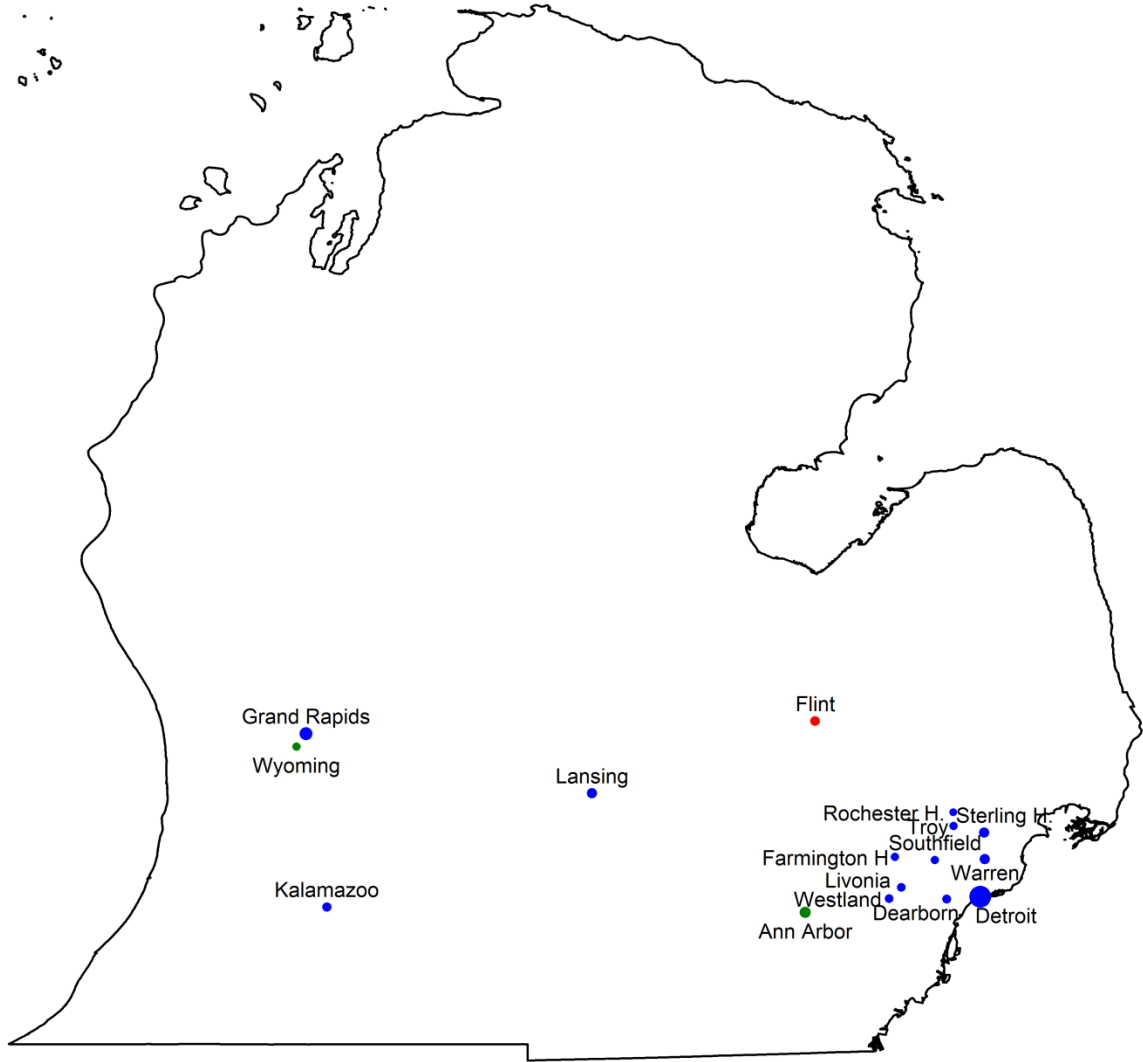 Flint
Grand Rapids
Wyoming
Lansing
Rochester H.
Sterling H.
Troy
Southfield
Farmington H
Warren
Livonia
Westland
Dearborn
Detroit
Kalamazoo
Ann Arbor